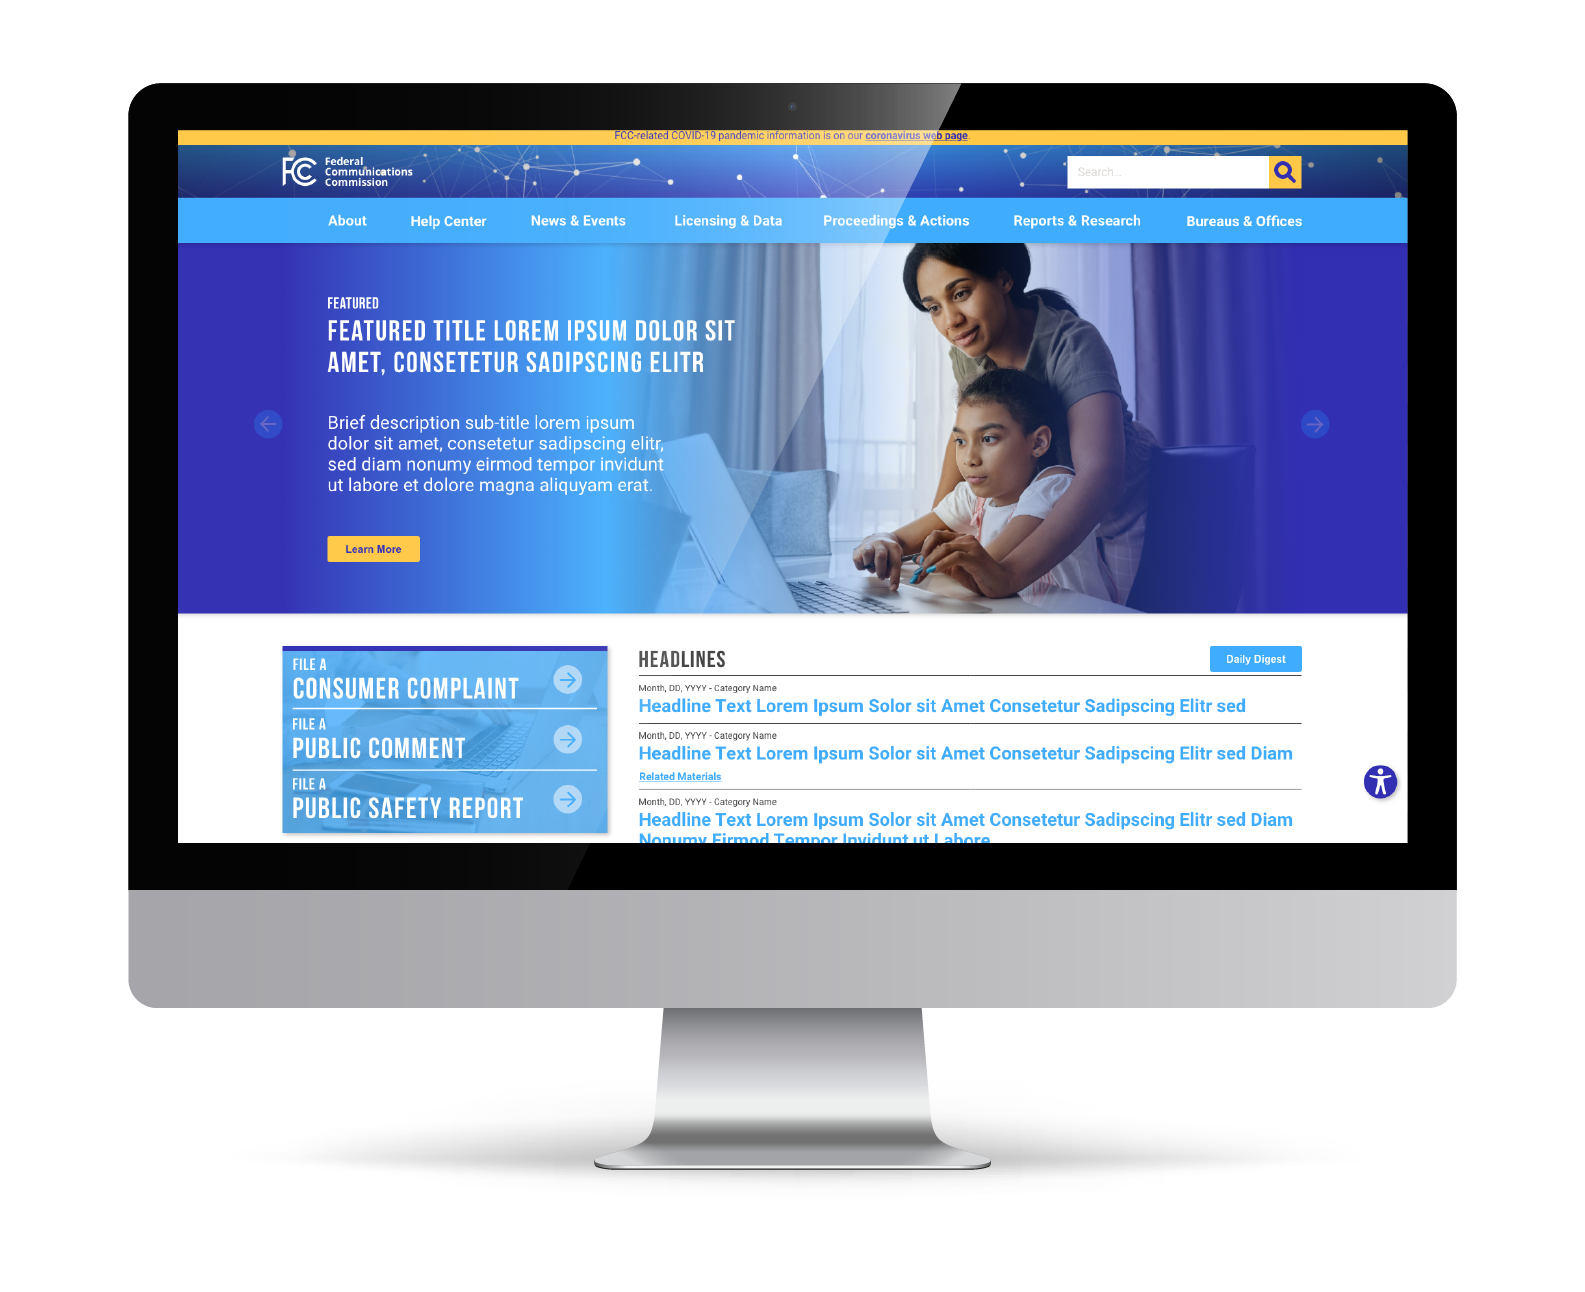 FCC-related COVID-19 pandemic information is on our coronavirus web page.
FCC Federal
Communications
Commission
Search...
About Help Center News & Events Licensing & Data Proceedings & Actions Reports & Research Bureaus & Offices
FEATURED
FEATURED TITLE LOREM IPSUM DOLOR SIT
AMET, CONSETETUR SADIPSCING ELITR
Brief description sub-title lorem ipsum
dolor sit amet, consetetur sadipscing elitr,
sed diam nonumy eirmod tempor invidunt
ut labore et dolore magna aliquyam erat.
Learn More
FILE A
CONSUMER COMPLAINT
FILE A
PUBLIC COMMENT
FILE A
PUBLIC SAFETY REPORT
HEADLINES
Daily Digest
Month, DD, YYYY - Category Name
Headline Text Lorem Ipsum Solor sit Amet Consetetur Sadipscing Elitr sed
Month, DD, YYYY - Category Name
Headline Text Lorem Ipsum Solor sit Amet Consetetur Sadipscing Elitr sed Diam
Related Materials
Month, DD, YYYY - Category Name
Headline Text Lorem Ipsum Solor sit Amet Consetetur Sadipscing Elitr sed Diam
Nonumy Eirmod Tempor Invidunt ut Labore